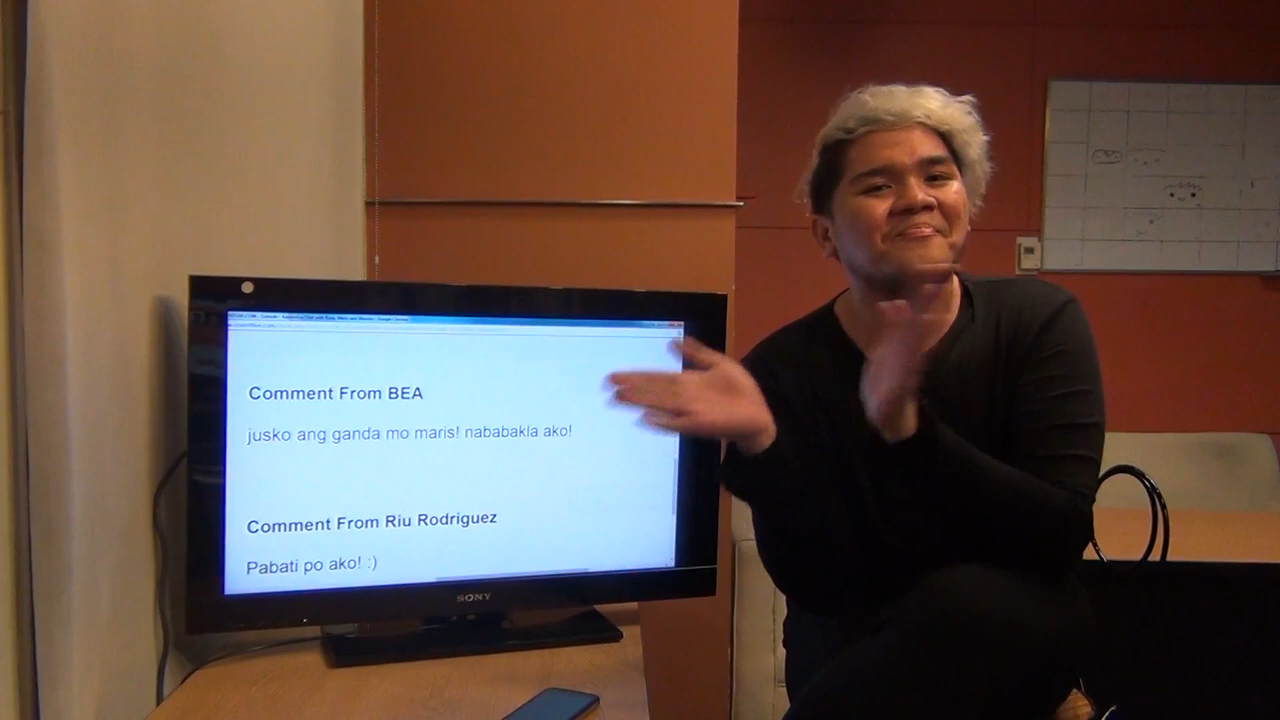 Comment From BEA
jusko ang ganda mo maris! nababakla ako!
Comment From Riu Rodriguez
Pabati po ako! :)
SONY